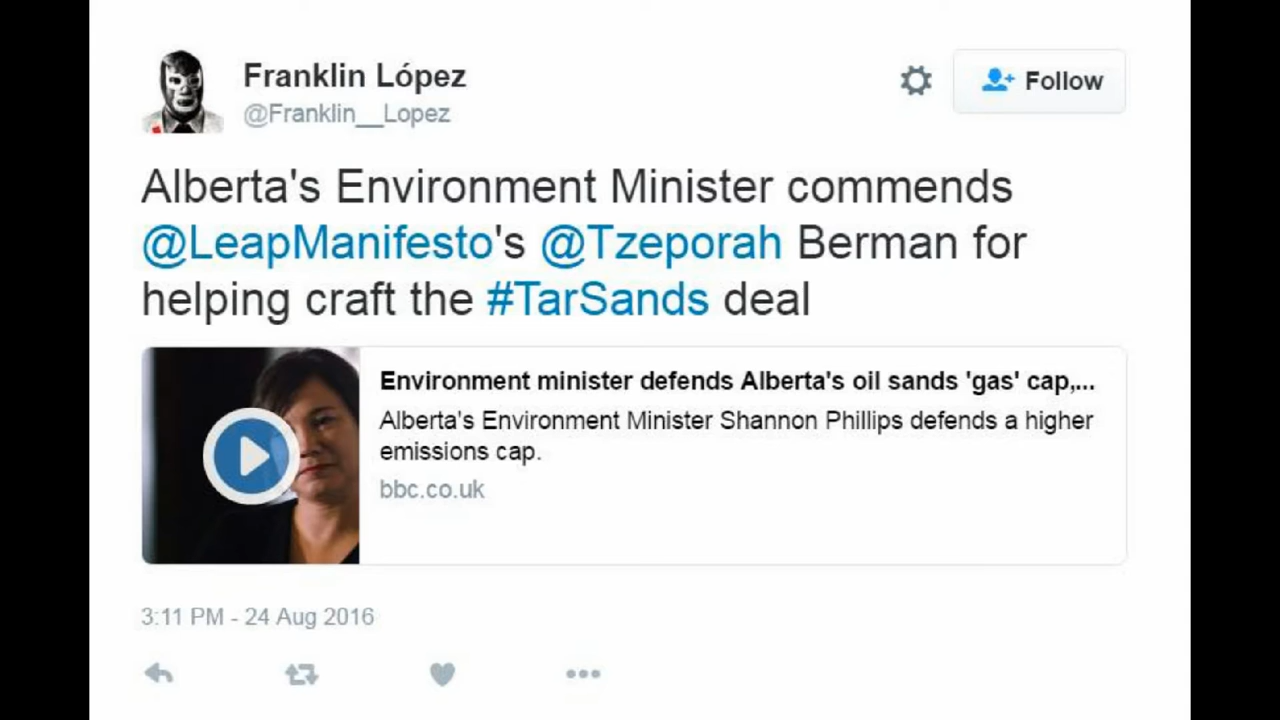 Franklin López
@Franklin__Lopez
Follow
Alberta's Environment Minister commends
@LeapManifesto's @Tzeporah Berman for
helping craft the #TarSands deal
Environment minister defends Alberta's oil sands 'gas' cap,...
Alberta's Environment Minister Shannon Phillips defends a higher
emissions cap.
bbc.co.uk
3:11 PM - 24 Aug 2016